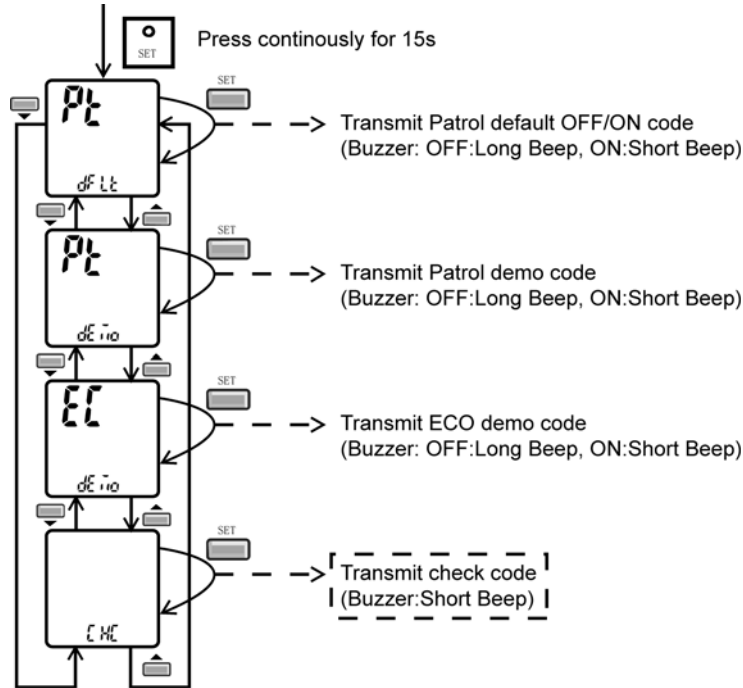 SET
Press continously for 15s
Pt
dFLt
SET
Transmit Patrol default OFF/ON code
(Buzzer: OFF:Long Beep, ON:Short Beep)
Pt
dEmo
SET
Transmit Patrol demo code
(Buzzer: OFF:Long Beep, ON:Short Beep)
EC
dEmo
SET
Transmit ECO demo code
(Buzzer: OFF:Long Beep, ON:Short Beep)
CHC
SET
Transmit check code
(Buzzer:Short Beep)